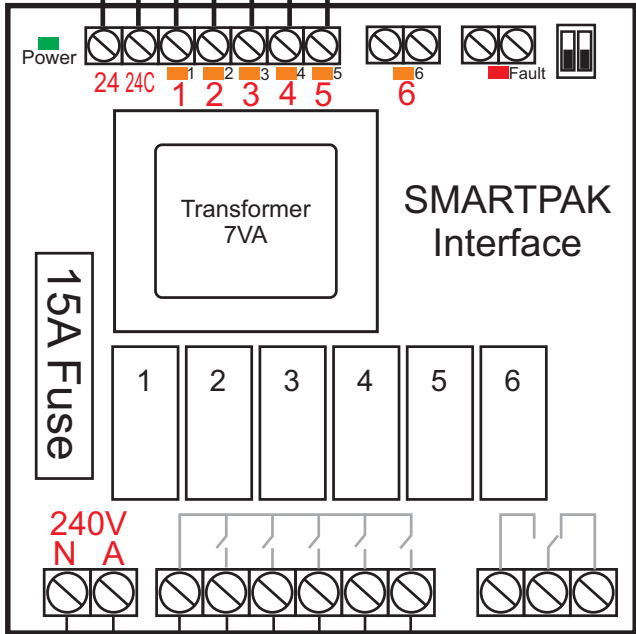 Power
24 24C 1 2 3 4 5
1 2 3 4 5
6
6
Fault
Transformer
7VA
SMARTPAK
Interface
15A Fuse
1 2 3 4 5 6
240V
N A